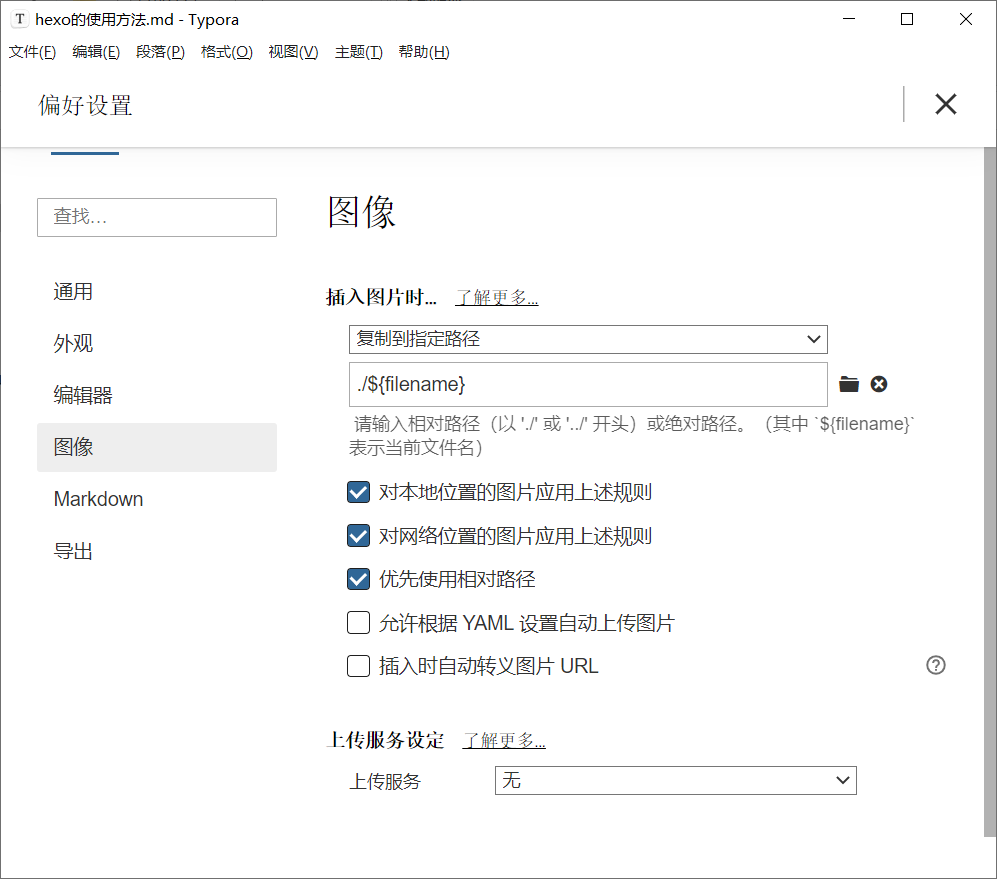 T hexo的使用方法.md - Typora
文件(F) 编辑(E) 段落(P) 格式(O) 视图(V) 主题(T) 帮助(H)
偏好设置
查找...
通用
外观
编辑器
图像
Markdown
导出
图像
插入图片时... 了解更多...
复制到指定路径
./${filename}
请输入相对路径（以 './' 或 '../' 开头）或绝对路径。（其中 `${filename}`
表示当前文件名）
对本地位置的图片应用上述规则
对网络位置的图片应用上述规则
优先使用相对路径
允许根据 YAML 设置自动上传图片
插入时自动转义图片 URL
上传服务设定 了解更多...
上传服务 无